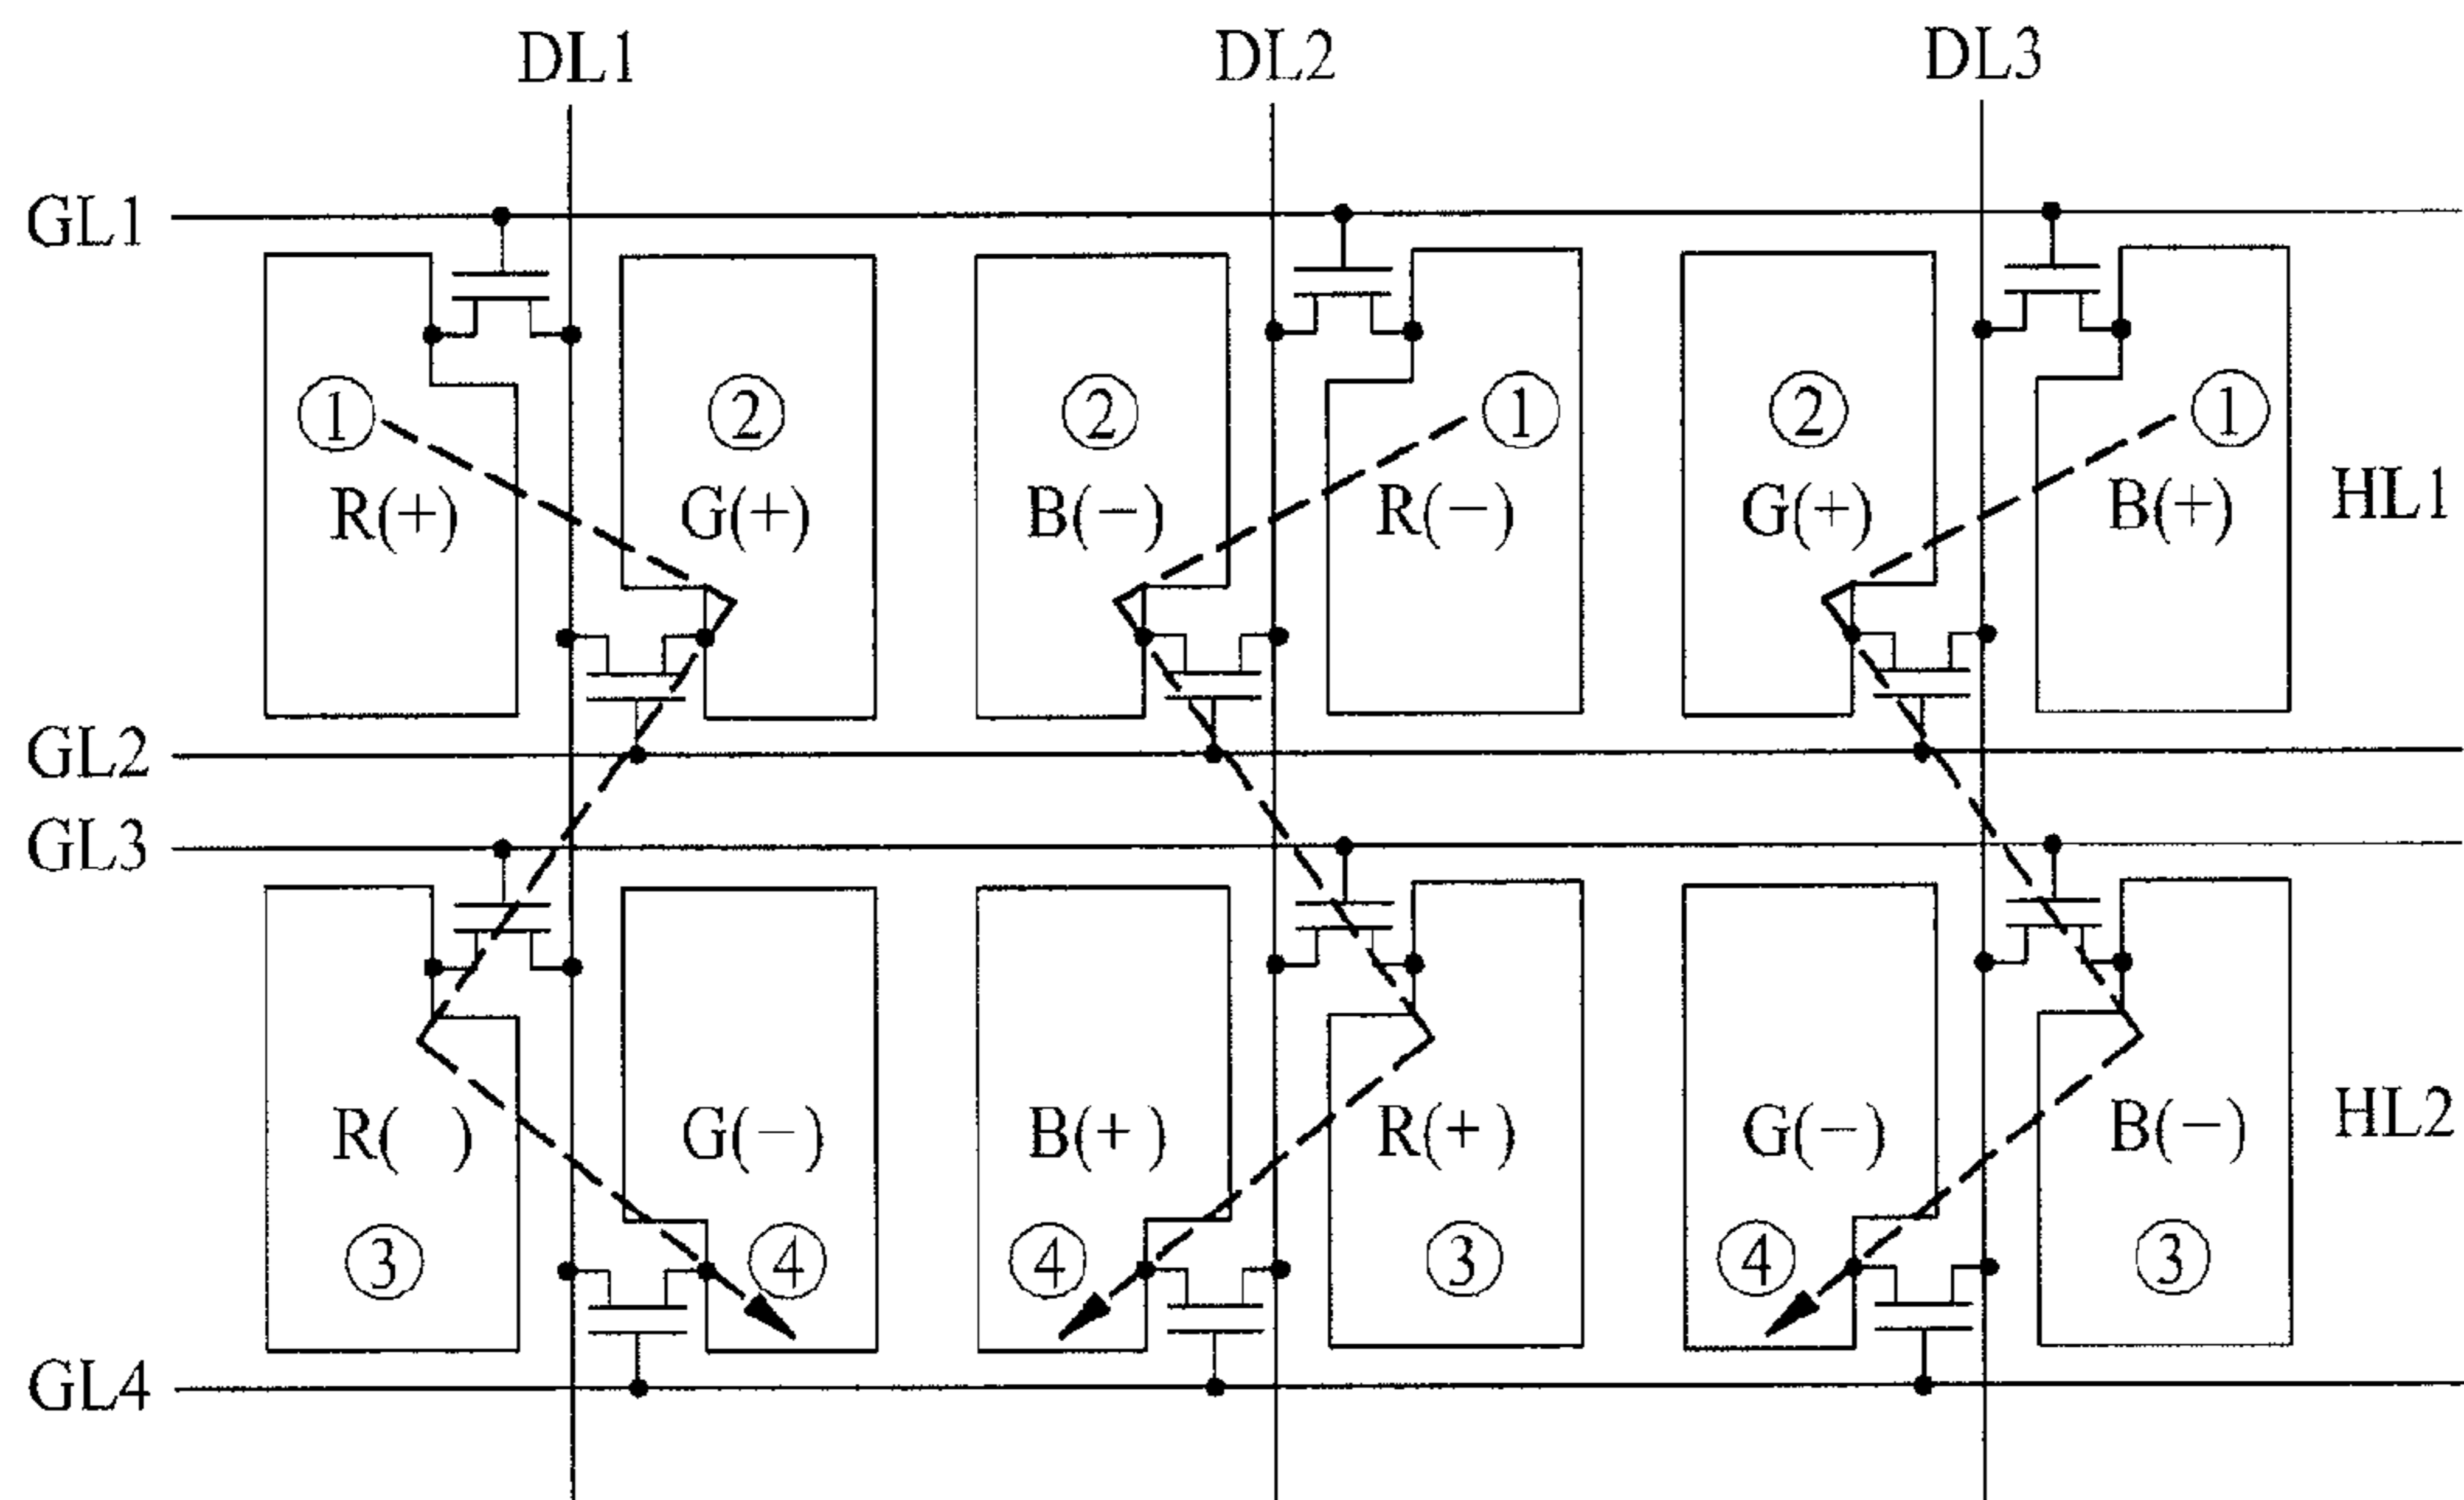 DL1 DL2 DL3
GL1
① ② ② ① ② ①
R(+) G(+) B(−) R(−) G(+) B(+) HL1
GL2
GL3
R( ) G(−) B(+) R(+) G(−) B(−) HL2
③ ④ ④ ③ ④ ③
GL4